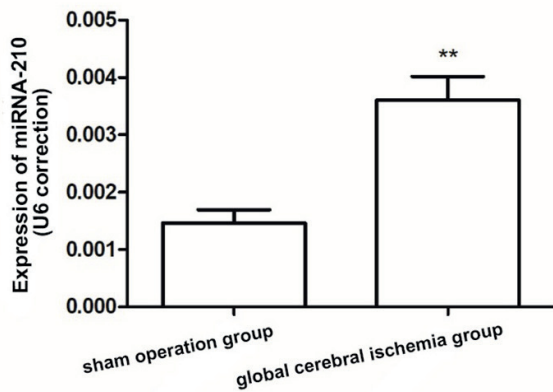 Expression of miRNA-210
(U6 correction)
0.005
0.004
0.003
0.002
0.001
0.000
**
sham operation group
global cerebral ischemia group